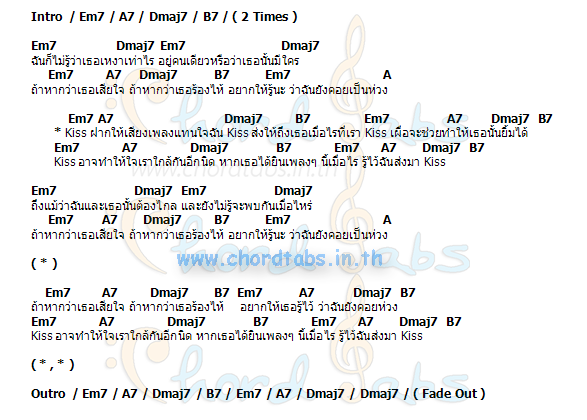 Intro / Em7 / A7 / Dmaj7 / B7 / ( 2 Times )
Em7 Dmaj7 Em7 Dmaj7
ฉันก็ไม่รู้ว่าเธอเหงาเท่าไร อยู่คนเดียวหรือว่าเธอนั้นมีใคร
Em7 A7 Dmaj7 B7 Em7 A
ถ้าหากว่าเธอเสียใจ ถ้าหากว่าเธอร้องไห้ อยากให้รู้นะ ว่าฉันยังคอยเป็นห่วง
Em7 A7 Dmaj7 B7 Em7 A7 Dmaj7 B7
* Kiss ฝากให้เสียงเพลงแทนใจฉัน Kiss ส่งให้ถึงเธอเมื่อไรที่เรา Kiss เผื่อจะช่วยทำให้เธอนั้นยิ้มได้
Em7 A7 Dmaj7 B7 Em7 A7 Dmaj7 B7
Kiss อาจทำให้ใจเราใกล้กันอีกนิด หากเธอได้ยินเพลงๆ นี้เมื่อไร รู้ไว้ฉันส่งมา Kiss
www.chordtabs.in.th
Em7 Dmaj7 Em7 Dmaj7
ถึงแม้ว่าฉันและเธอนั้นต้องไกล และยังไม่รู้จะพบกันเมื่อไหร่
Em7 A7 Dmaj7 B7 Em7 A
ถ้าหากว่าเธอเสียใจ ถ้าหากว่าเธอร้องไห้ อยากให้รู้นะ ว่าฉันยังคอยเป็นห่วง
chord tabs
www.chordtabs.in.th
( * )
Em7 A7 Dmaj7 B7 Em7 A7 Dmaj7 B7
ถ้าหากว่าเธอเสียใจ ถ้าหากว่าเธอร้องไห้ อยากให้เธอรู้ไว้ ว่าฉันยังคอยห่วง
Em7 A7 Dmaj7 B7 Em7 A7 Dmaj7 B7
Kiss อาจทำให้ใจเราใกล้กันอีกนิด หากเธอได้ยินเพลงๆ นี้เมื่อไร รู้ไว้ฉันส่งมา Kiss
( * , * )
Outro / Em7 / A7 / Dmaj7 / B7 / Em7 / A7 / Dmaj7 / Dmaj7 / ( Fade Out )